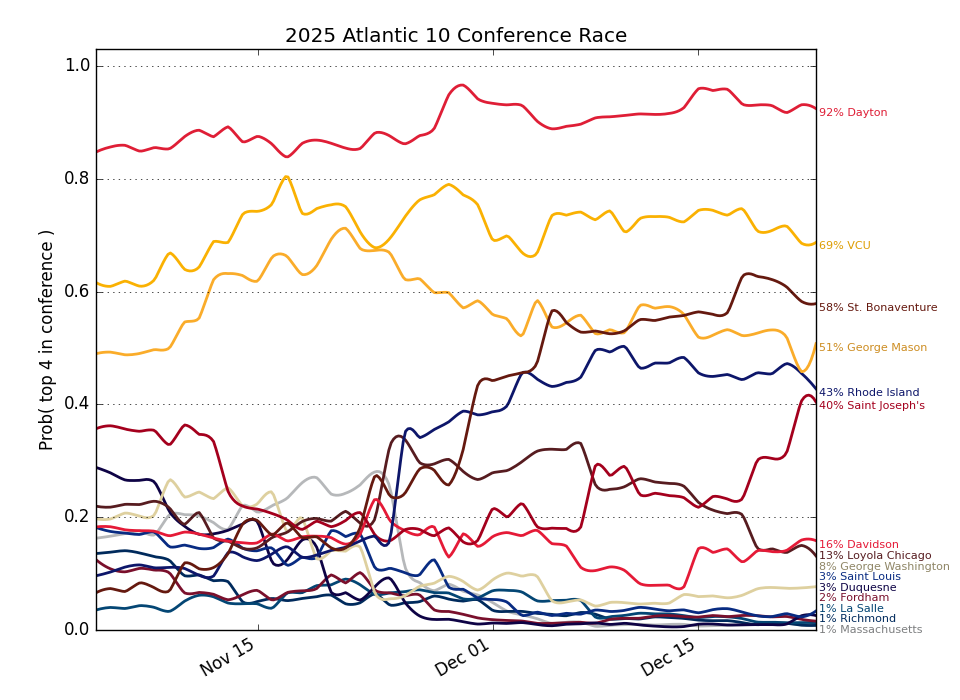 2025 Atlantic 10 Conference Race
Prob( top 4 in conference )
1.0
0.8
0.6
0.4
0.2
0.0
Nov 15
Dec 01
Dec 15
92% Dayton
69% VCU
58% St. Bonaventure
51% George Mason
43% Rhode Island
40% Saint Joseph's
16% Davidson
13% Loyola Chicago
8% George Washington
3% Saint Louis
3% Duquesne
2% Fordham
1% La Salle
1% Richmond
1% Massachusetts